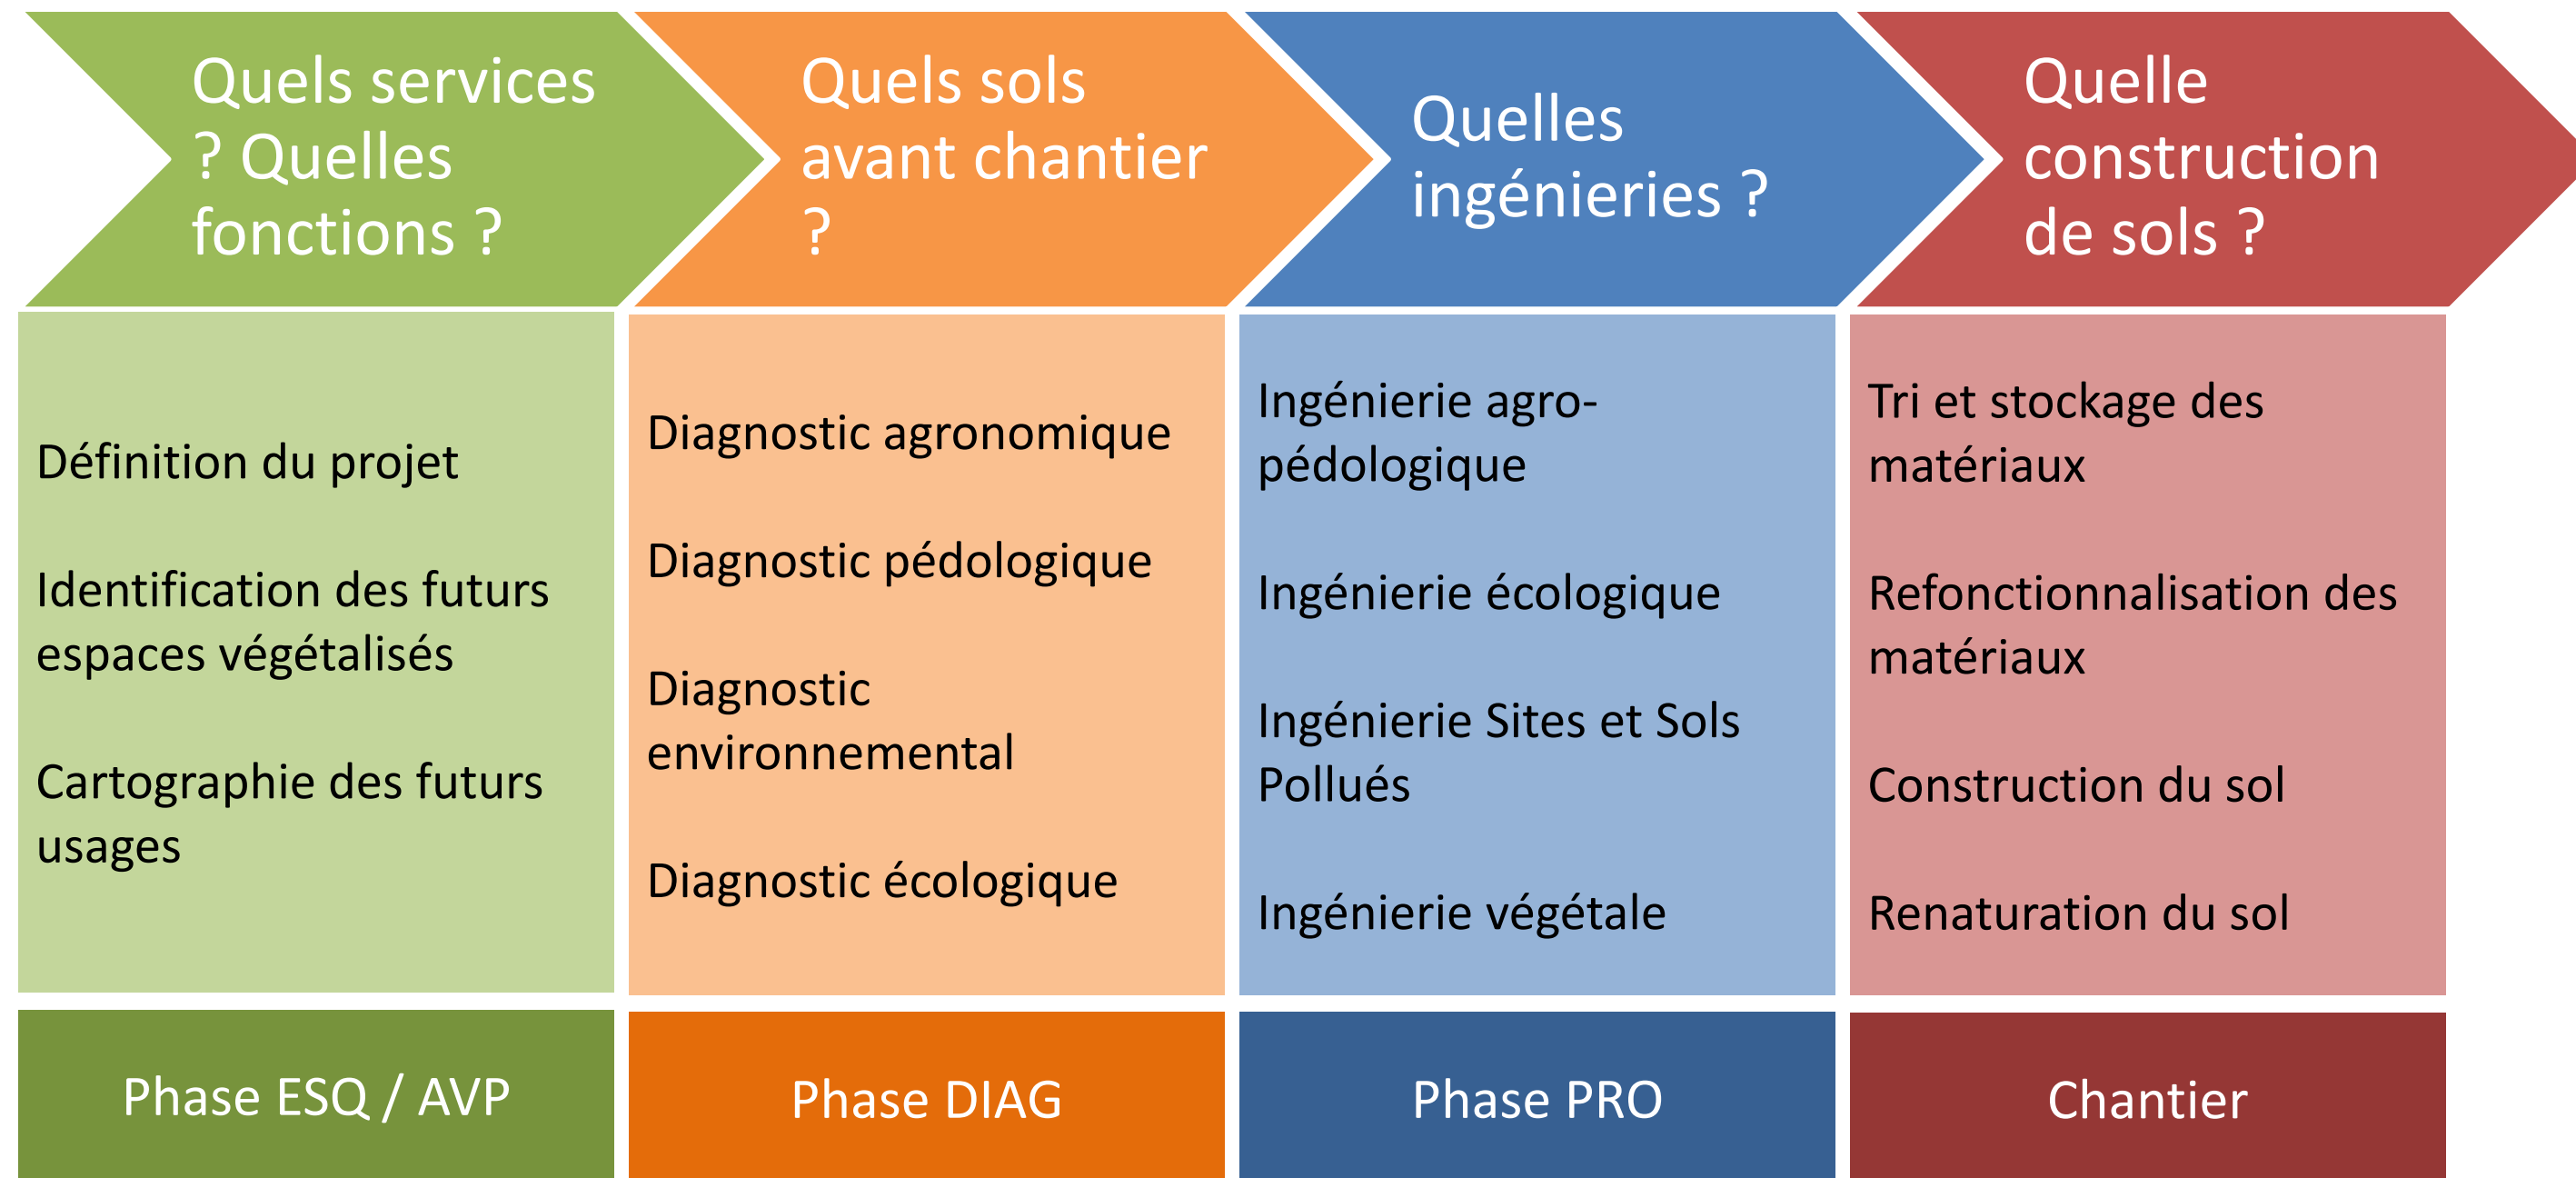 Quels services
? Quelles
fonctions ?
Définition du projet
Identification des futurs
espaces végétalisés
Cartographie des futurs
usages
Phase ESQ / AVP
Quels sols
avant chantier
?
Diagnostic agronomique
Diagnostic pédologique
Diagnostic
environnemental
Diagnostic écologique
Phase DIAG
Quelles
ingénieries ?
Ingénierie agro-
pédologique
Ingénierie écologique
Ingénierie Sites et Sols
Pollués
Ingénierie végétale
Phase PRO
Quelle
construction
de sols ?
Tri et stockage des
matériaux
Refonctionnalisation des
matériaux
Construction du sol
Renaturation du sol
Chantier